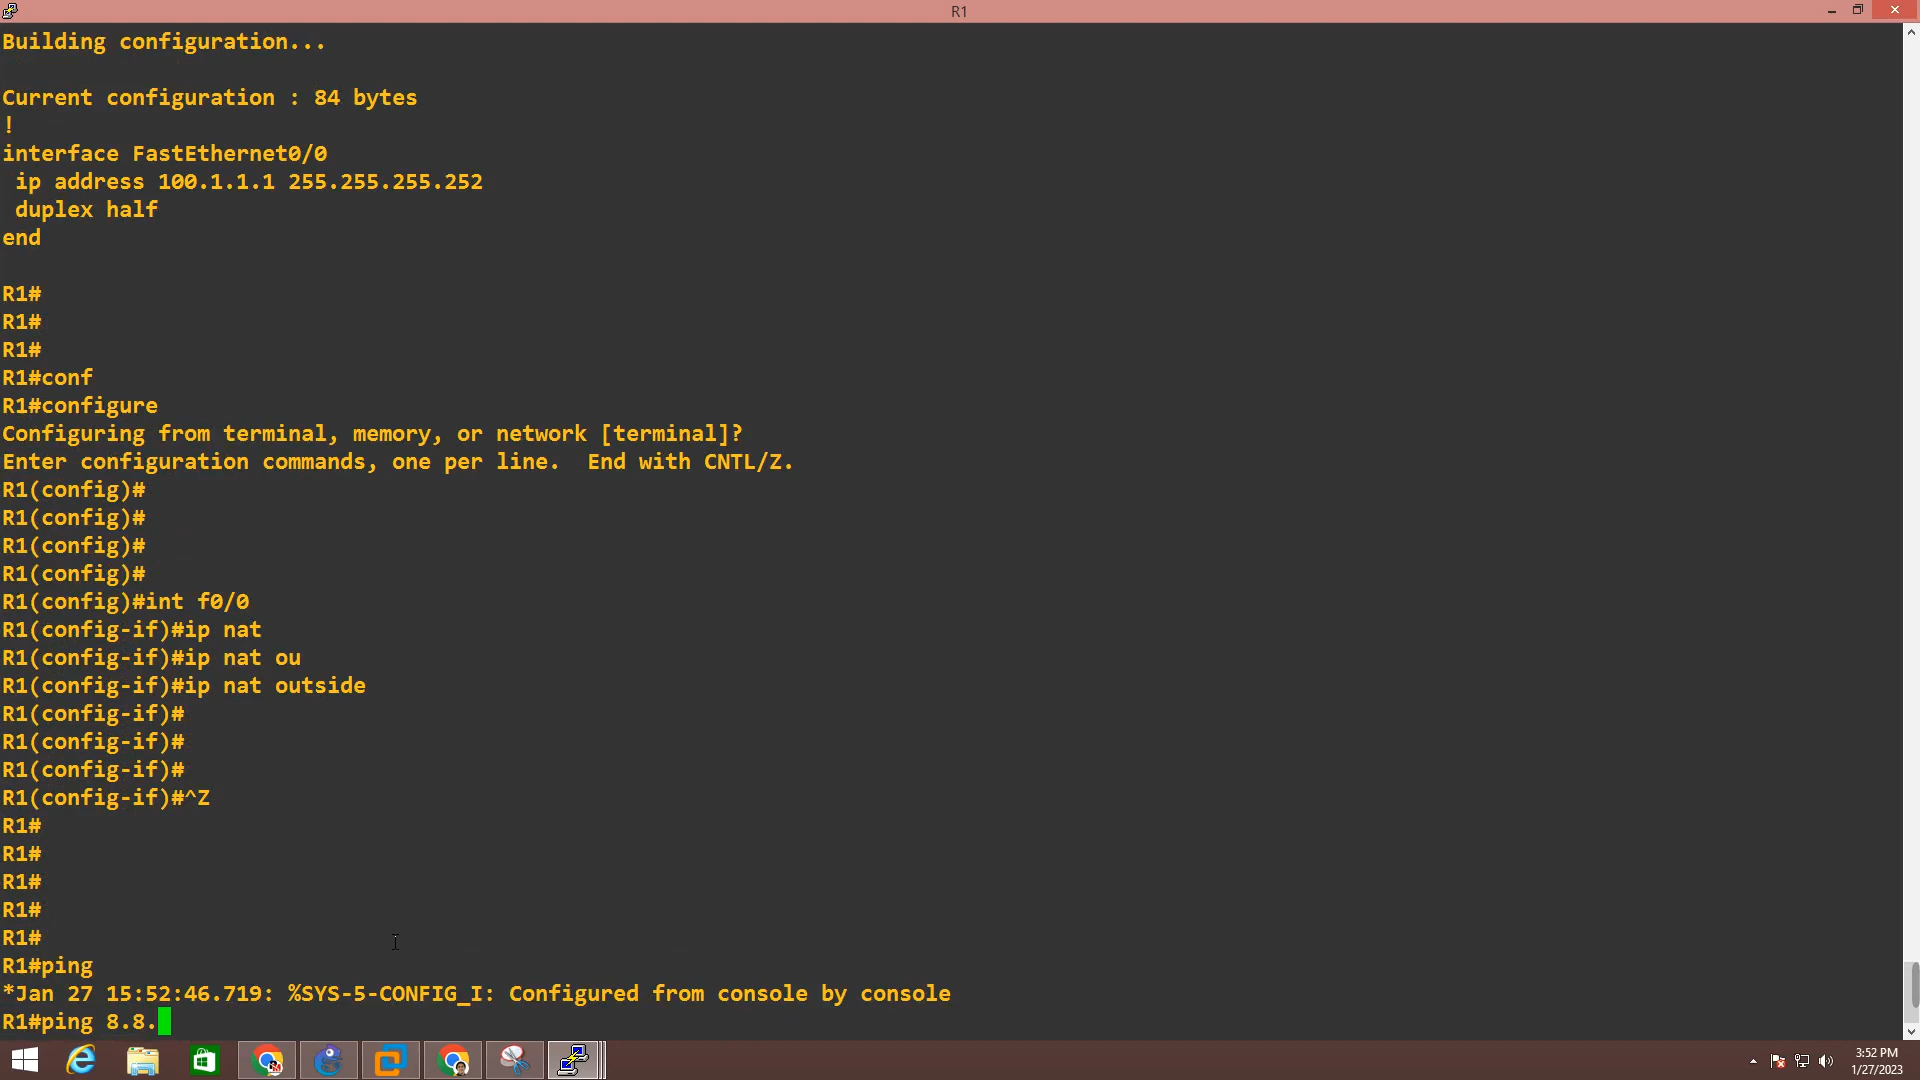 R1
Building configuration...
Current configuration : 84 bytes
!
interface FastEthernet0/0
 ip address 100.1.1.1 255.255.255.252
 duplex half
end
R1#
R1#
R1#
R1#conf
R1#configure
Configuring from terminal, memory, or network [terminal]?
Enter configuration commands, one per line.  End with CNTL/Z.
R1(config)#
R1(config)#
R1(config)#
R1(config)#
R1(config)#int f0/0
R1(config-if)#ip nat
R1(config-if)#ip nat ou
R1(config-if)#ip nat outside
R1(config-if)#
R1(config-if)#
R1(config-if)#
R1(config-if)#^Z
R1#
R1#
R1#
R1#
R1#
R1#ping
*Jan 27 15:52:46.719: %SYS-5-CONFIG_I: Configured from console by console
R1#ping 8.8.
3:52 PM
1/27/2023